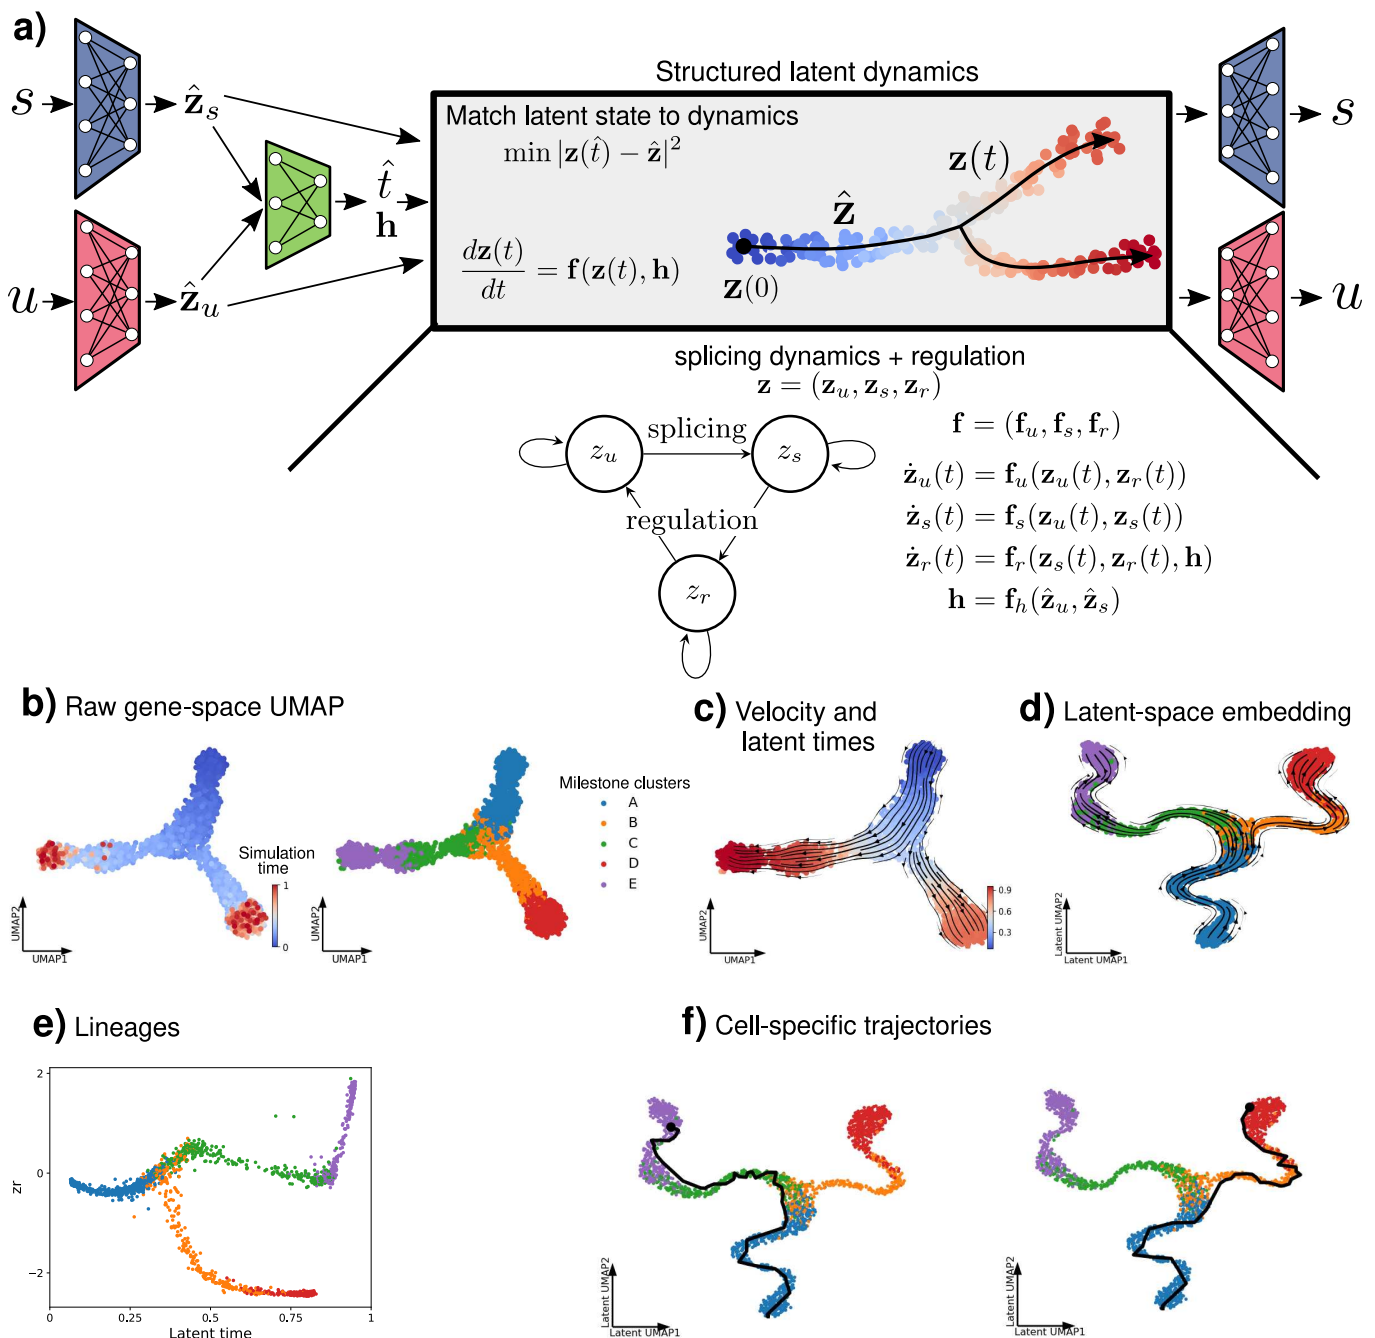 a)
s
ẑ_s
u
ẑ_u
t̂
h
Structured latent dynamics
Match latent state to dynamics
min |z(t̂) − ẑ|²
dz(t)/dt = f(z(t), h)
ẑ
z(t)
z(0)
s
u
splicing dynamics + regulation
z = (z_u, z_s, z_r)
z_u
splicing
z_s
regulation
z_r
f = (f_u, f_s, f_r)
ż_u(t) = f_u(z_u(t), z_r(t))
ż_s(t) = f_s(z_u(t), z_s(t))
ż_r(t) = f_r(z_s(t), z_r(t), h)
h = f_h(ẑ_u, ẑ_s)
b) Raw gene-space UMAP
Simulation
time
1
0
UMAP2
UMAP1
Milestone clusters
A
B
C
D
E
UMAP2
UMAP1
c) Velocity and
latent times
0.9
0.6
0.3
UMAP2
UMAP1
d) Latent-space embedding
Latent UMAP2
Latent UMAP1
e) Lineages
2
0
−2
zr
0
0.25
0.5
0.75
1
Latent time
f) Cell-specific trajectories
Latent UMAP2
Latent UMAP1
Latent UMAP2
Latent UMAP1